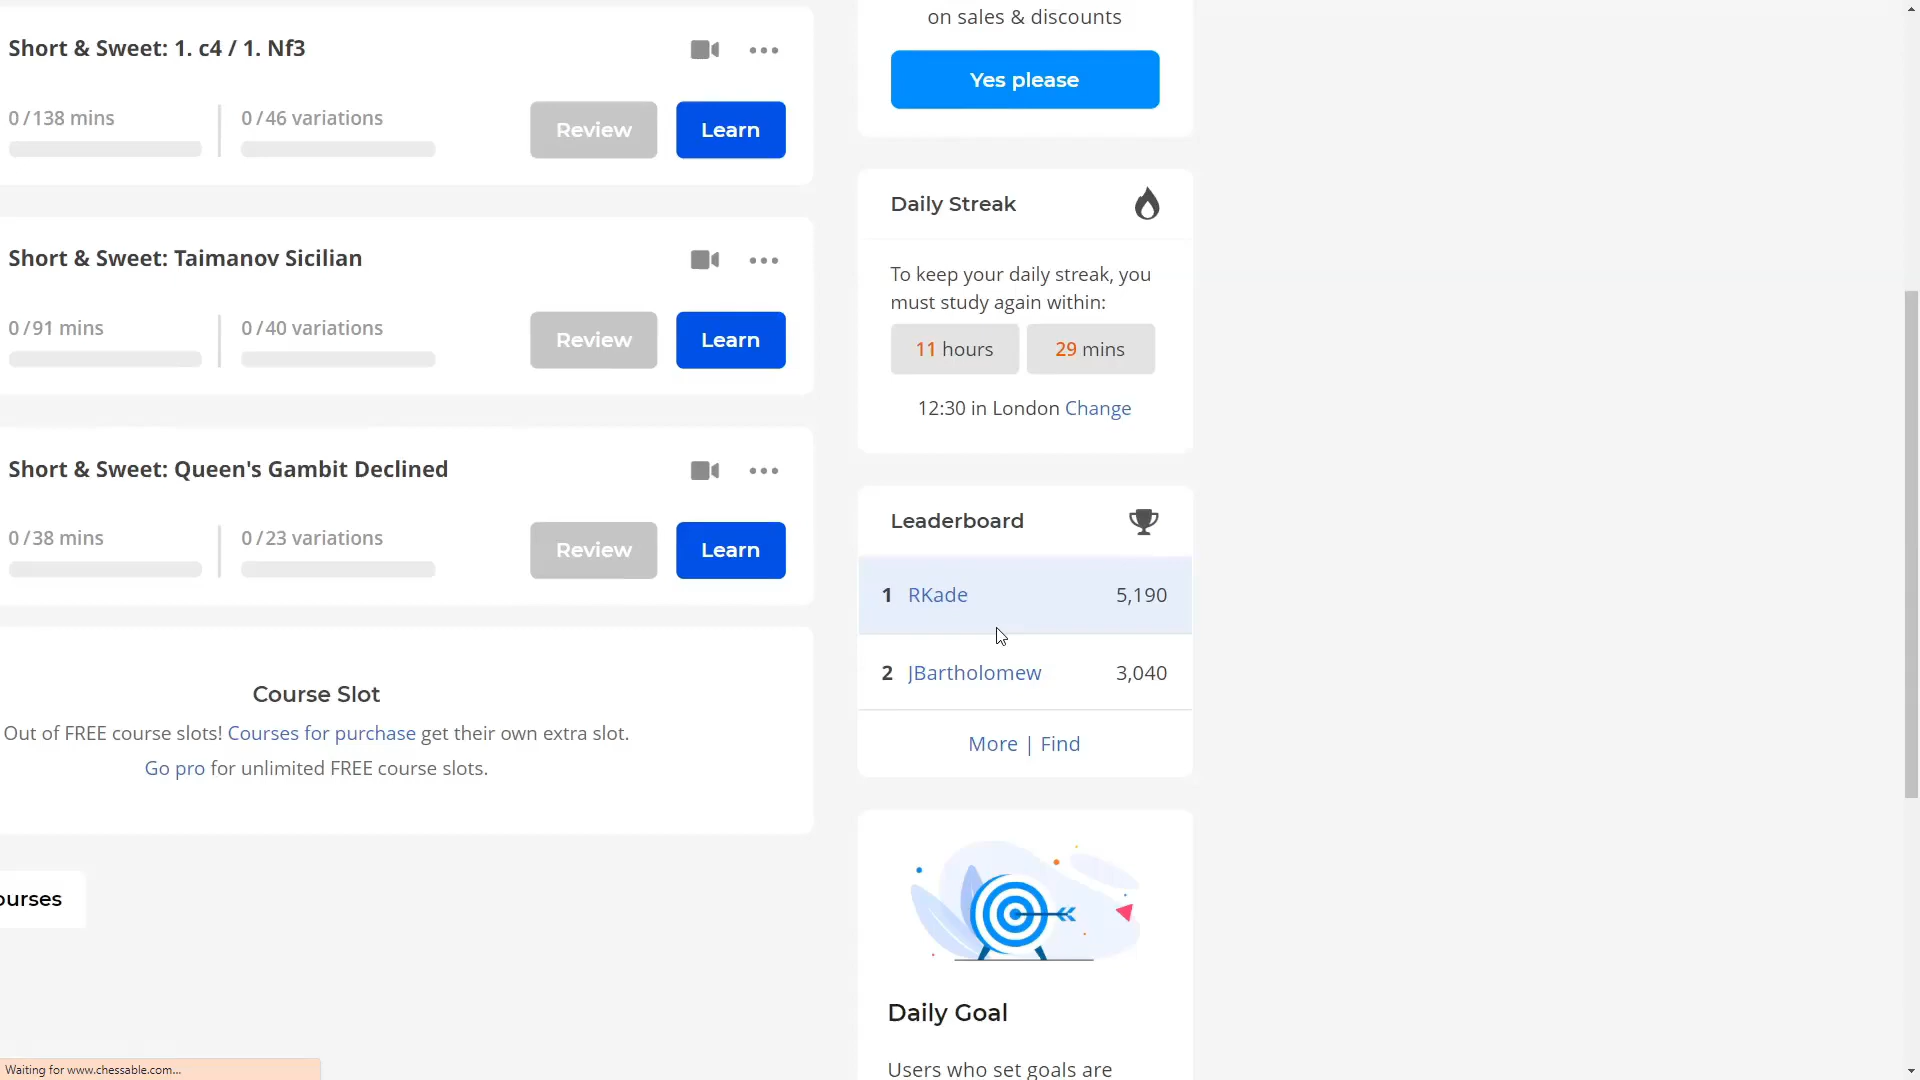 Short & Sweet: 1. c4 / 1. Nf3
0/138 mins
0/46 variations
Review
Learn
Short & Sweet: Taimanov Sicilian
0/91 mins
0/40 variations
Review
Learn
Short & Sweet: Queen's Gambit Declined
0/38 mins
0/23 variations
Review
Learn
Course Slot
Out of FREE course slots! Courses for purchase get their own extra slot.
Go pro for unlimited FREE course slots.
ourses
on sales & discounts
Yes please
Daily Streak
To keep your daily streak, you
must study again within:
11 hours
29 mins
12:30 in London Change
Leaderboard
1 RKade 5,190
2 JBartholomew 3,040
More | Find
Daily Goal
Users who set goals are
Waiting for www.chessable.com...